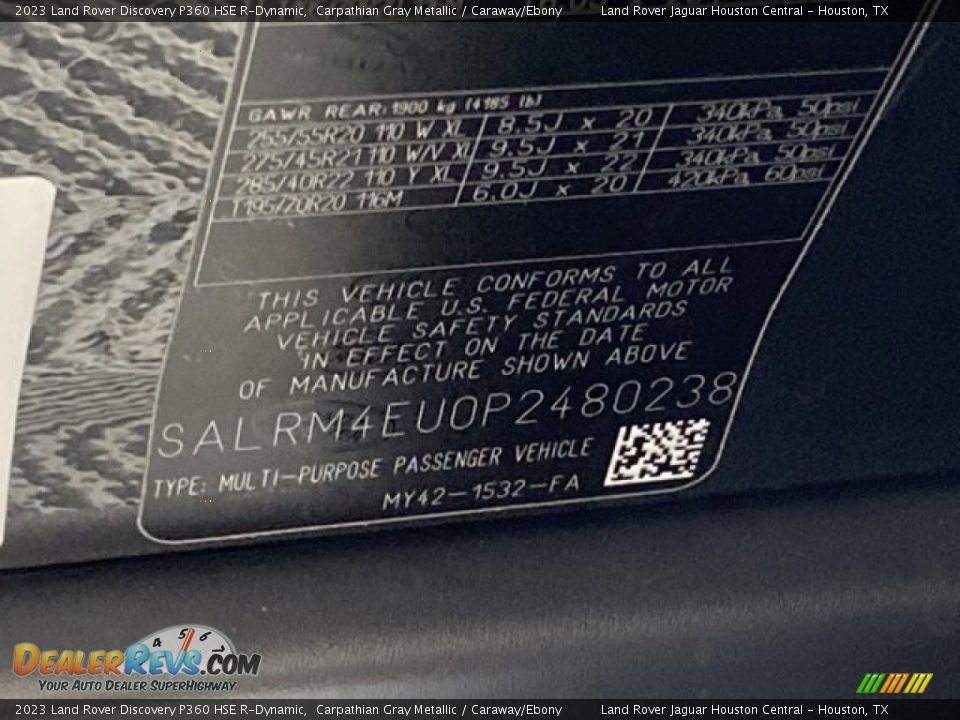 2023 Land Rover Discovery P360 HSE R-Dynamic, Carpathian Gray Metallic / Caraway/Ebony Land Rover Jaguar Houston Central - Houston, TX
GAWR REAR: 1900 kg (4185 lb)
255/55R20 110 W XL 8.5J x 20 340kPa, 50psi
275/45R21 110 W/V XL 9.5J x 21 340kPa, 50psi
285/40R22 110 Y XL 9.5J x 22 340kPa, 50psi
T195/70R20 116M 6.0J x 20 420kPa, 60psi
THIS VEHICLE CONFORMS TO ALL
APPLICABLE U.S. FEDERAL MOTOR
VEHICLE SAFETY STANDARDS
IN EFFECT ON THE DATE
OF MANUFACTURE SHOWN ABOVE
SALRM4EU0P2480238
TYPE: MULTI-PURPOSE PASSENGER VEHICLE
MY42-1532-FA
4 5 6
DEALERREVS.COM
YOUR AUTO DEALER SUPERHIGHWAY
2023 Land Rover Discovery P360 HSE R-Dynamic, Carpathian Gray Metallic / Caraway/Ebony Land Rover Jaguar Houston Central - Houston, TX